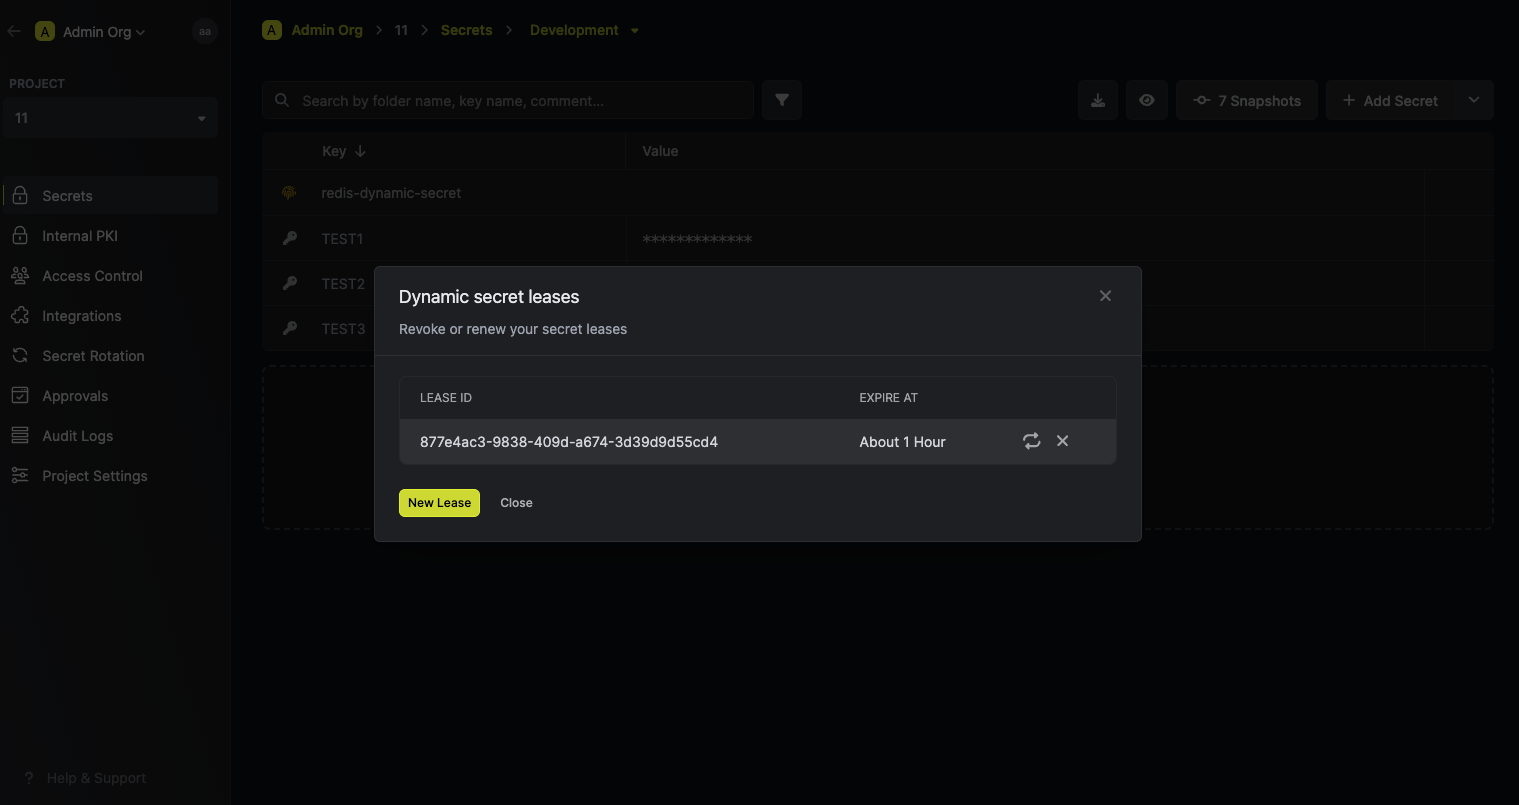 A Admin Org
aa
PROJECT
11
Secrets
Internal PKI
Access Control
Integrations
Secret Rotation
Approvals
Audit Logs
Project Settings
? Help & Support
A Admin Org > 11 > Secrets > Development
Search by folder name, key name, comment...
7 Snapshots
+ Add Secret
Key Value
redis-dynamic-secret
TEST1 *************
TEST2
TEST3
Dynamic secret leases
Revoke or renew your secret leases
LEASE ID EXPIRE AT
877e4ac3-9838-409d-a674-3d39d9d55cd4 About 1 Hour
New Lease Close